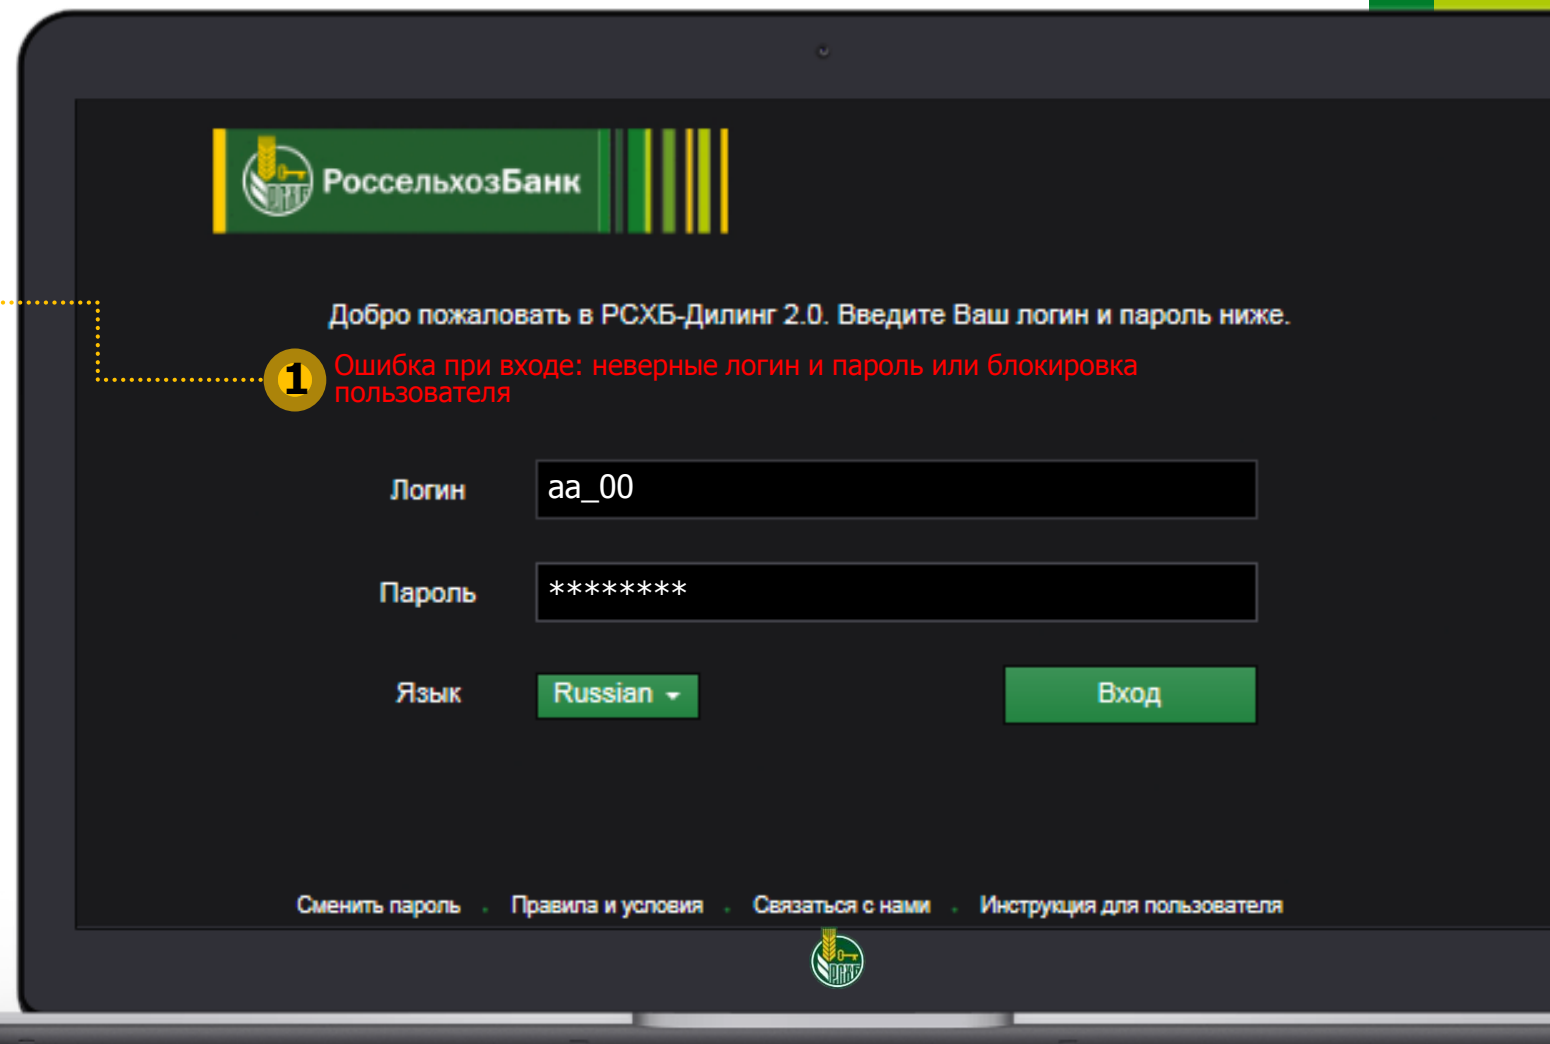 РоссельхозБанк
Добро пожаловать в РСХБ-Дилинг 2.0. Введите Ваш логин и пароль ниже.
1
Ошибка при входе: неверные логин и пароль или блокировка
пользователя
Логин aa_00
Пароль ********
Язык Russian Вход
Сменить пароль . Правила и условия . Связаться с нами . Инструкция для пользователя
РСХБ